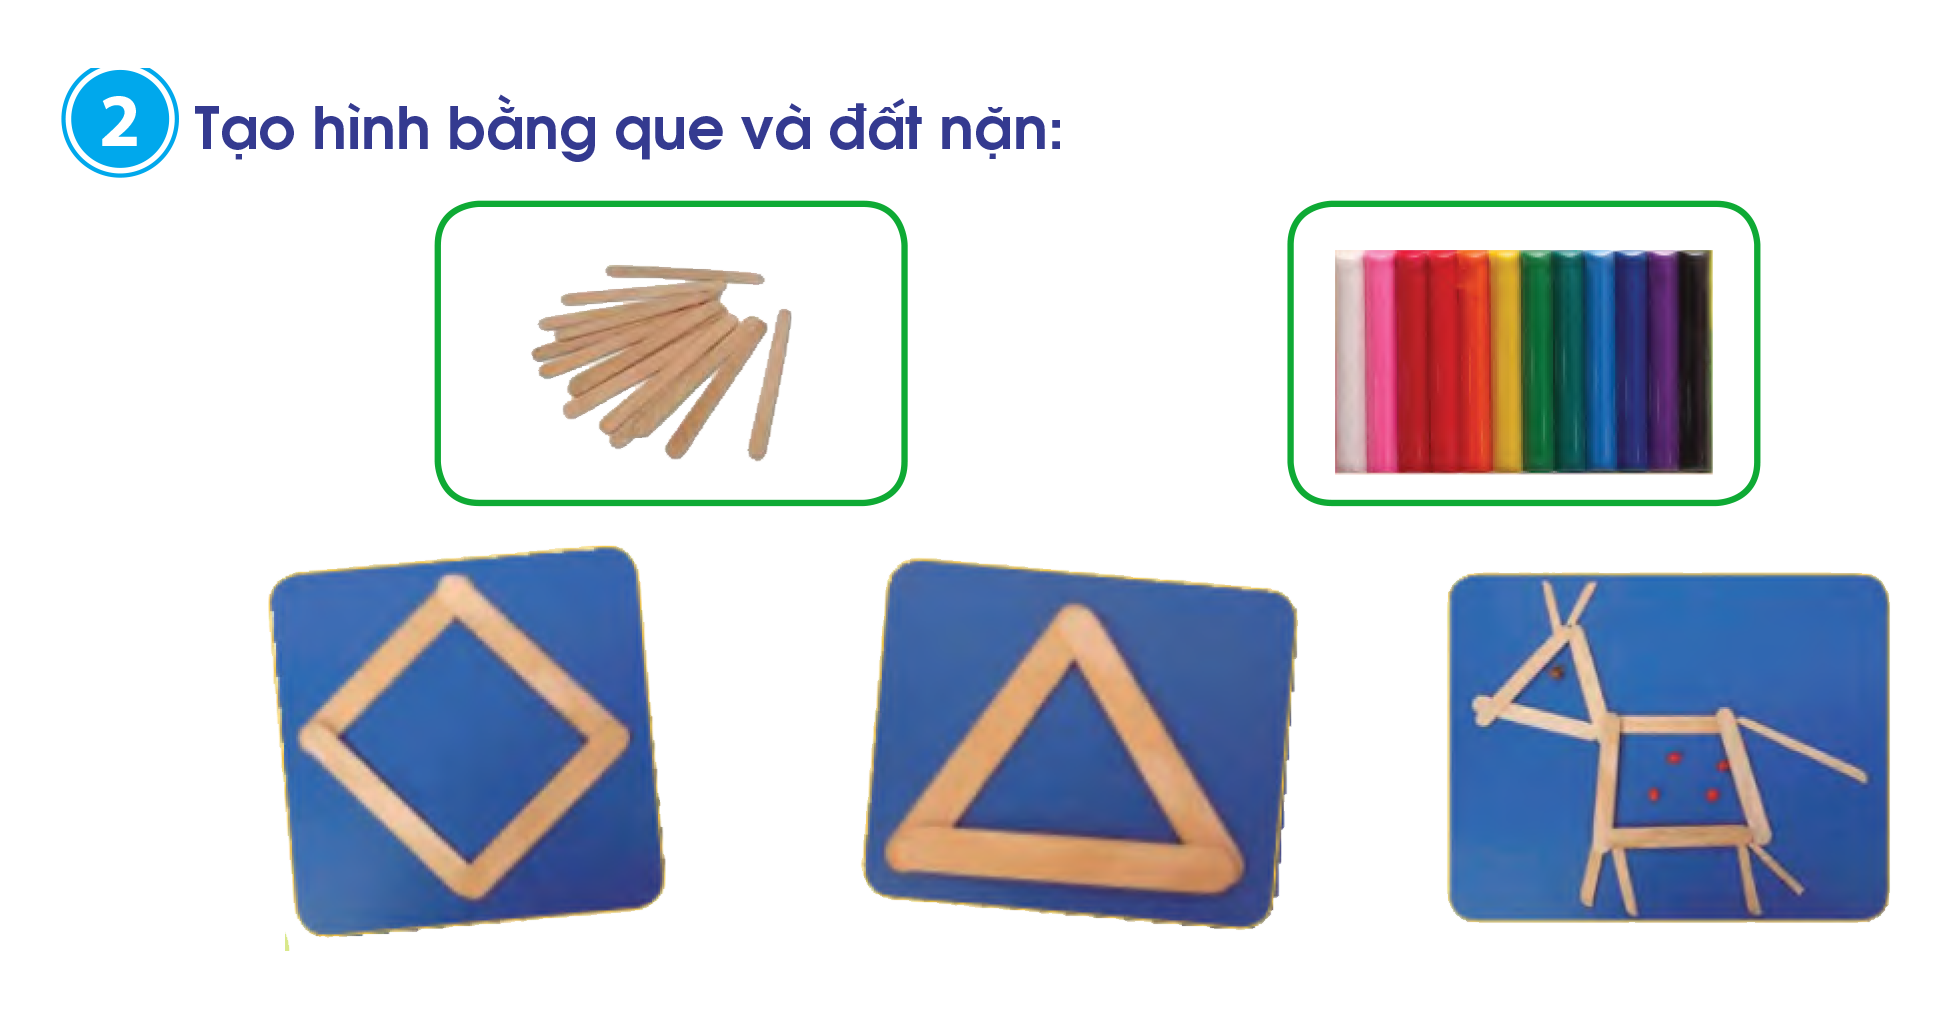 2 Tạo hình bằng que và đất nặn: